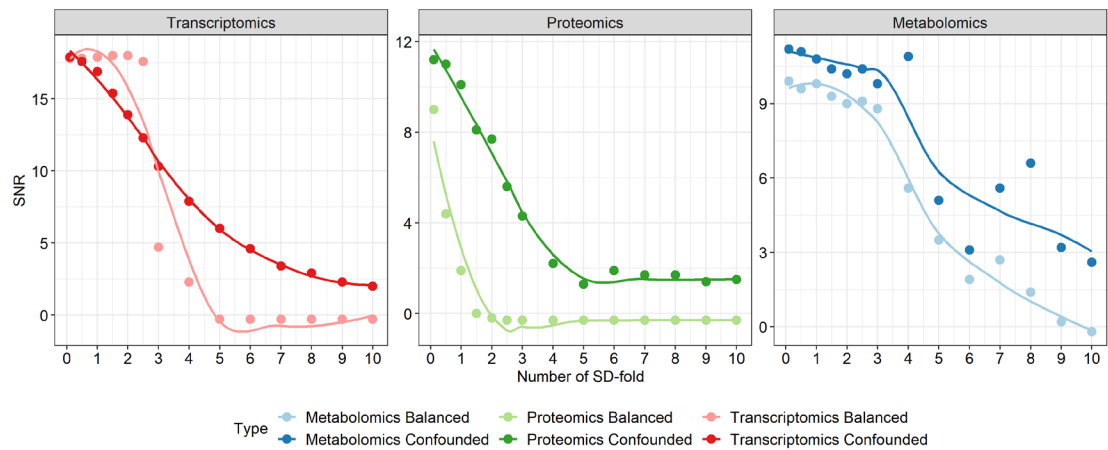 Transcriptomics
Proteomics
Metabolomics
SNR
15
10
5
0
12
8
4
0
9
6
3
0
0 1 2 3 4 5 6 7 8 9 10
0 1 2 3 4 5 6 7 8 9 10
0 1 2 3 4 5 6 7 8 9 10
Number of SD-fold
Type
Metabolomics Balanced
Proteomics Balanced
Transcriptomics Balanced
Metabolomics Confounded
Proteomics Confounded
Transcriptomics Confounded